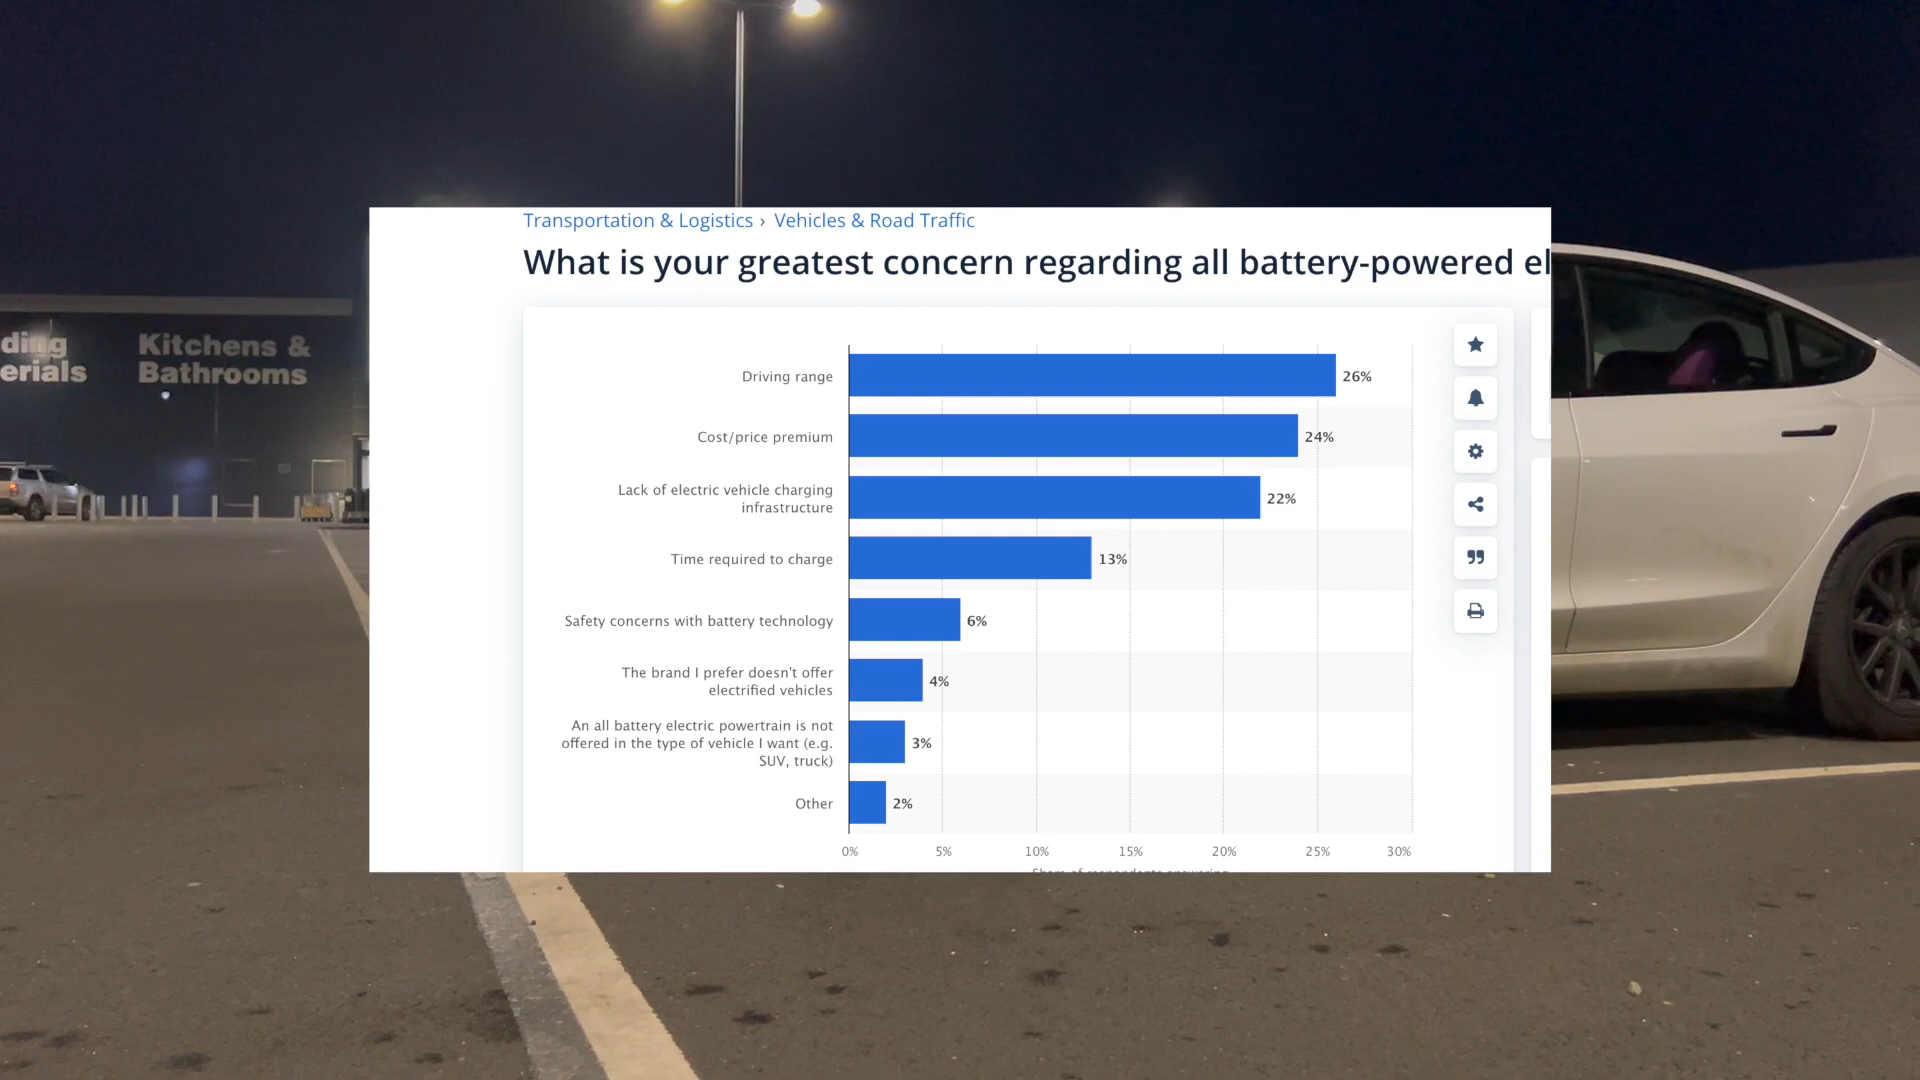 Transportation & Logistics › Vehicles & Road Traffic
What is your greatest concern regarding all battery-powered el
ding
erials
Kitchens &
Bathrooms
Driving range
26%
Cost/price premium
24%
Lack of electric vehicle charging
infrastructure
22%
Time required to charge
13%
Safety concerns with battery technology
6%
The brand I prefer doesn't offer
electrified vehicles
4%
An all battery electric powertrain is not
offered in the type of vehicle I want (e.g.
SUV, truck)
3%
Other
2%
0% 5% 10% 15% 20% 25% 30%
Share of respondents answering